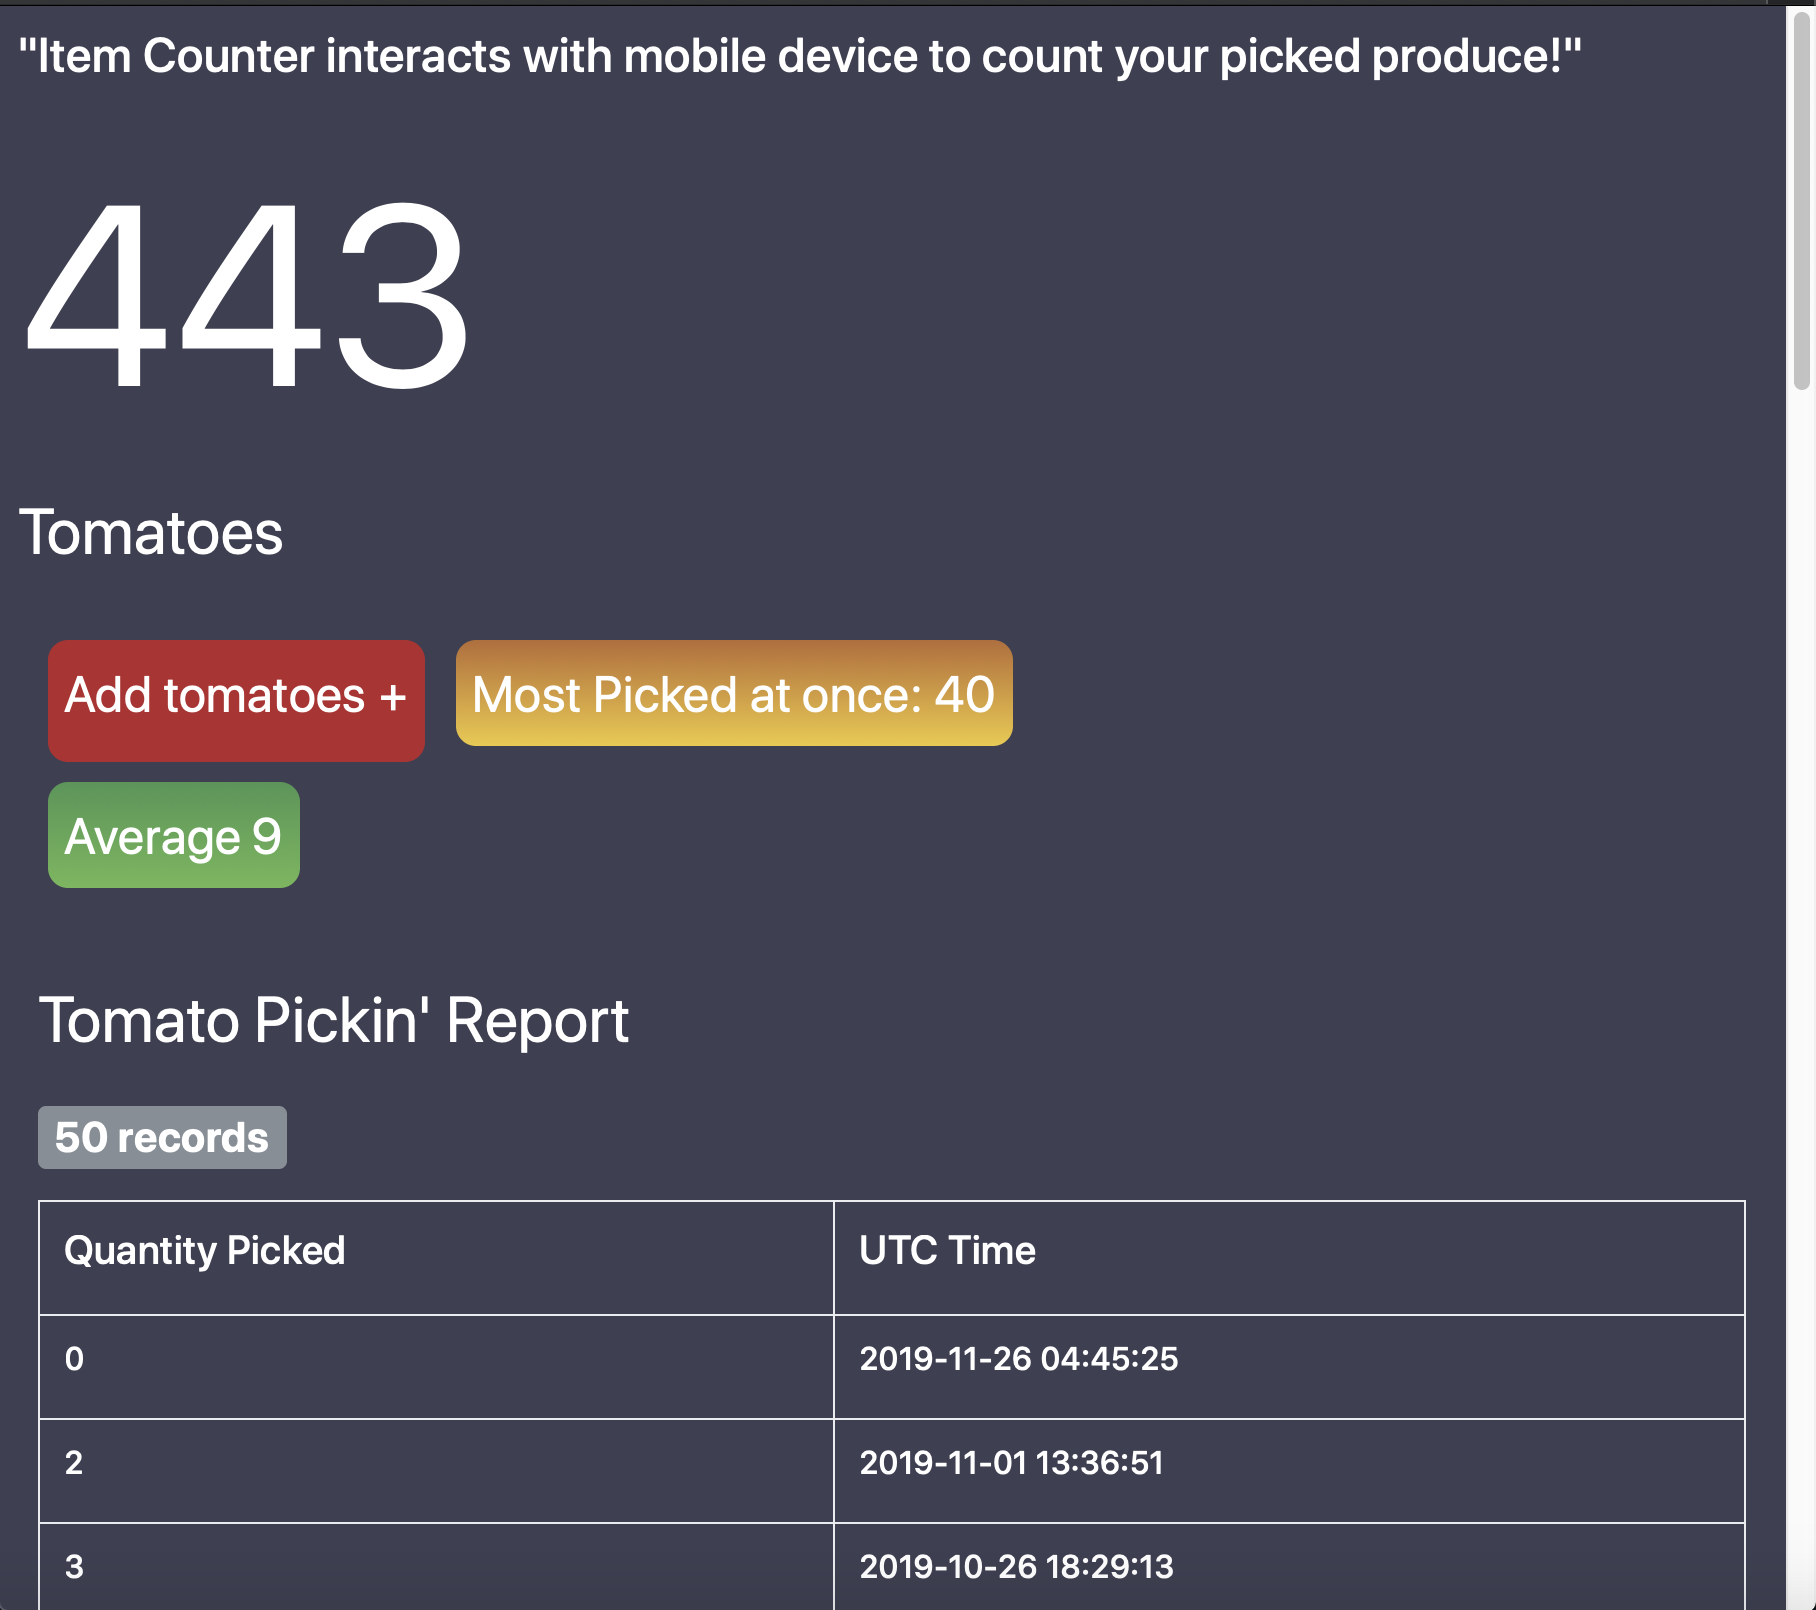 "Item Counter interacts with mobile device to count your picked produce!"
443
Tomatoes
Add tomatoes + Most Picked at once: 40
Average 9
Tomato Pickin' Report
50 records
Quantity Picked UTC Time
0 2019-11-26 04:45:25
2 2019-11-01 13:36:51
3 2019-10-26 18:29:13